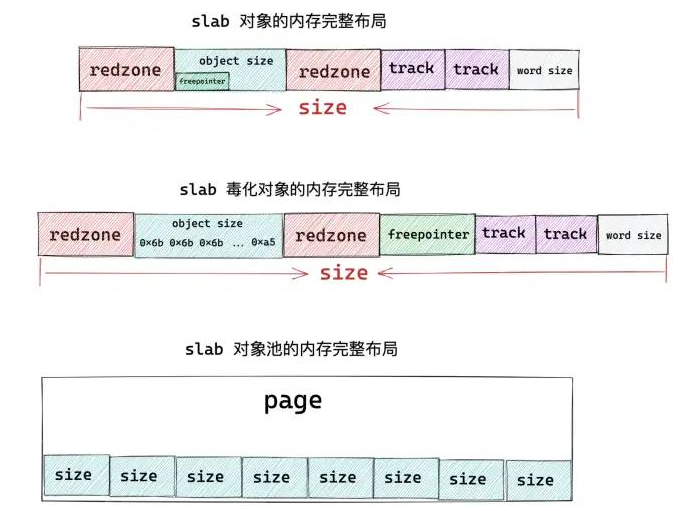 slab 对象的内存完整布局
redzone object size freepointer redzone track track word size
size
slab 毒化对象的内存完整布局
redzone object size 0×6b 0×6b 0×6b ... 0×a5 redzone freepointer track track word size
size
slab 对象池的内存完整布局
page
size size size size size size size size